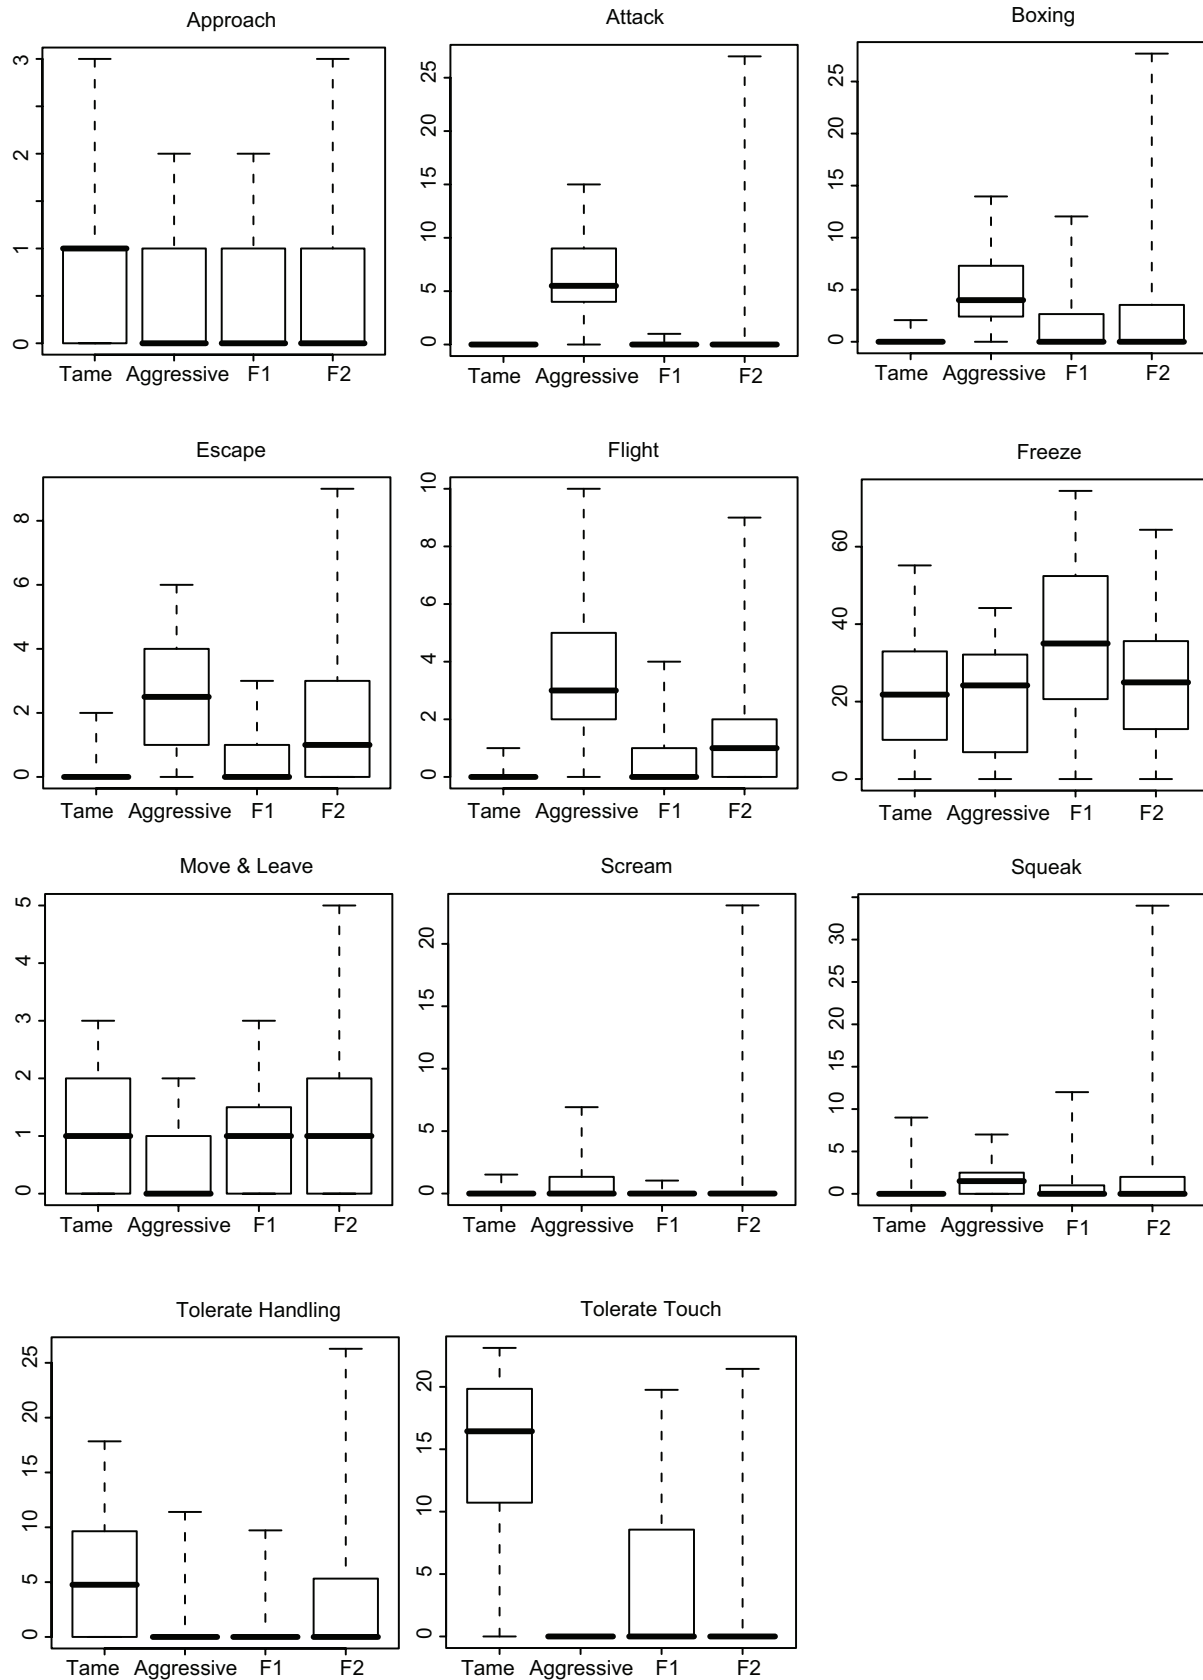 Approach
3
2
1
0
Tame Aggressive F1 F2
Attack
25
20
15
10
5
0
Tame Aggressive F1 F2
Boxing
25
20
15
10
5
0
Tame Aggressive F1 F2
Escape
8
6
4
2
0
Tame Aggressive F1 F2
Flight
10
8
6
4
2
0
Tame Aggressive F1 F2
Freeze
60
40
20
0
Tame Aggressive F1 F2
Move & Leave
5
4
3
2
1
0
Tame Aggressive F1 F2
Scream
20
15
10
5
0
Tame Aggressive F1 F2
Squeak
30
25
20
15
10
5
0
Tame Aggressive F1 F2
Tolerate Handling
25
20
15
10
5
0
Tame Aggressive F1 F2
Tolerate Touch
20
15
10
5
0
Tame Aggressive F1 F2